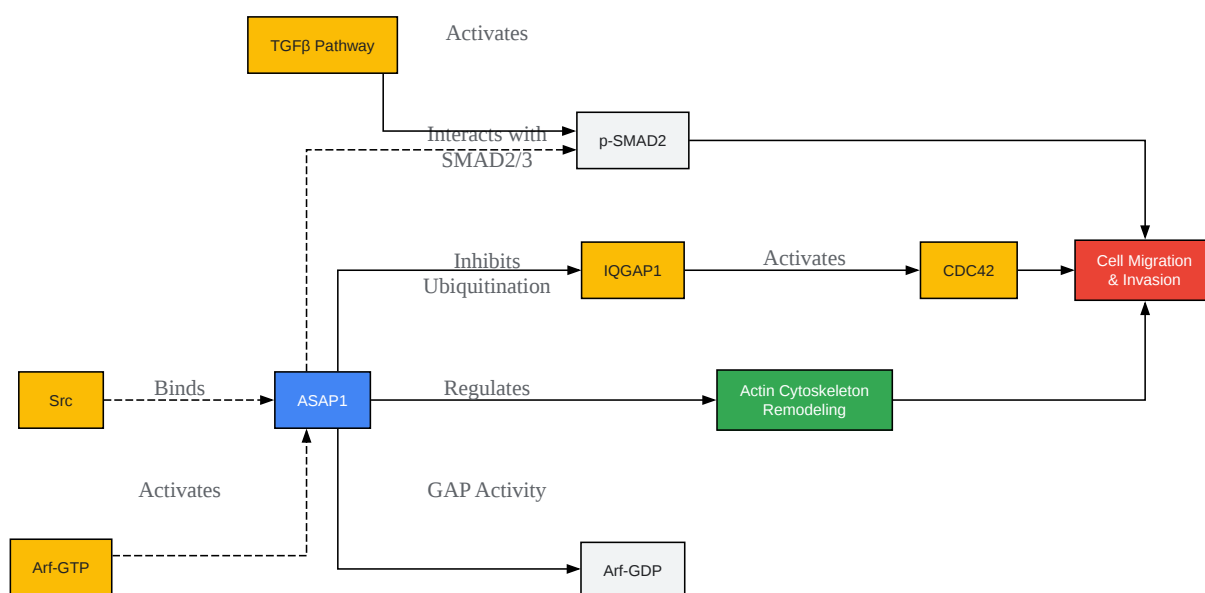 Activates
TGFβ Pathway
Interacts with
SMAD2/3
p-SMAD2
Inhibits
Ubiquitination
IQGAP1
Activates
CDC42
Cell Migration
& Invasion
Src
Binds
ASAP1
Regulates
Actin Cytoskeleton
Remodeling
Activates
GAP Activity
Arf-GTP
Arf-GDP